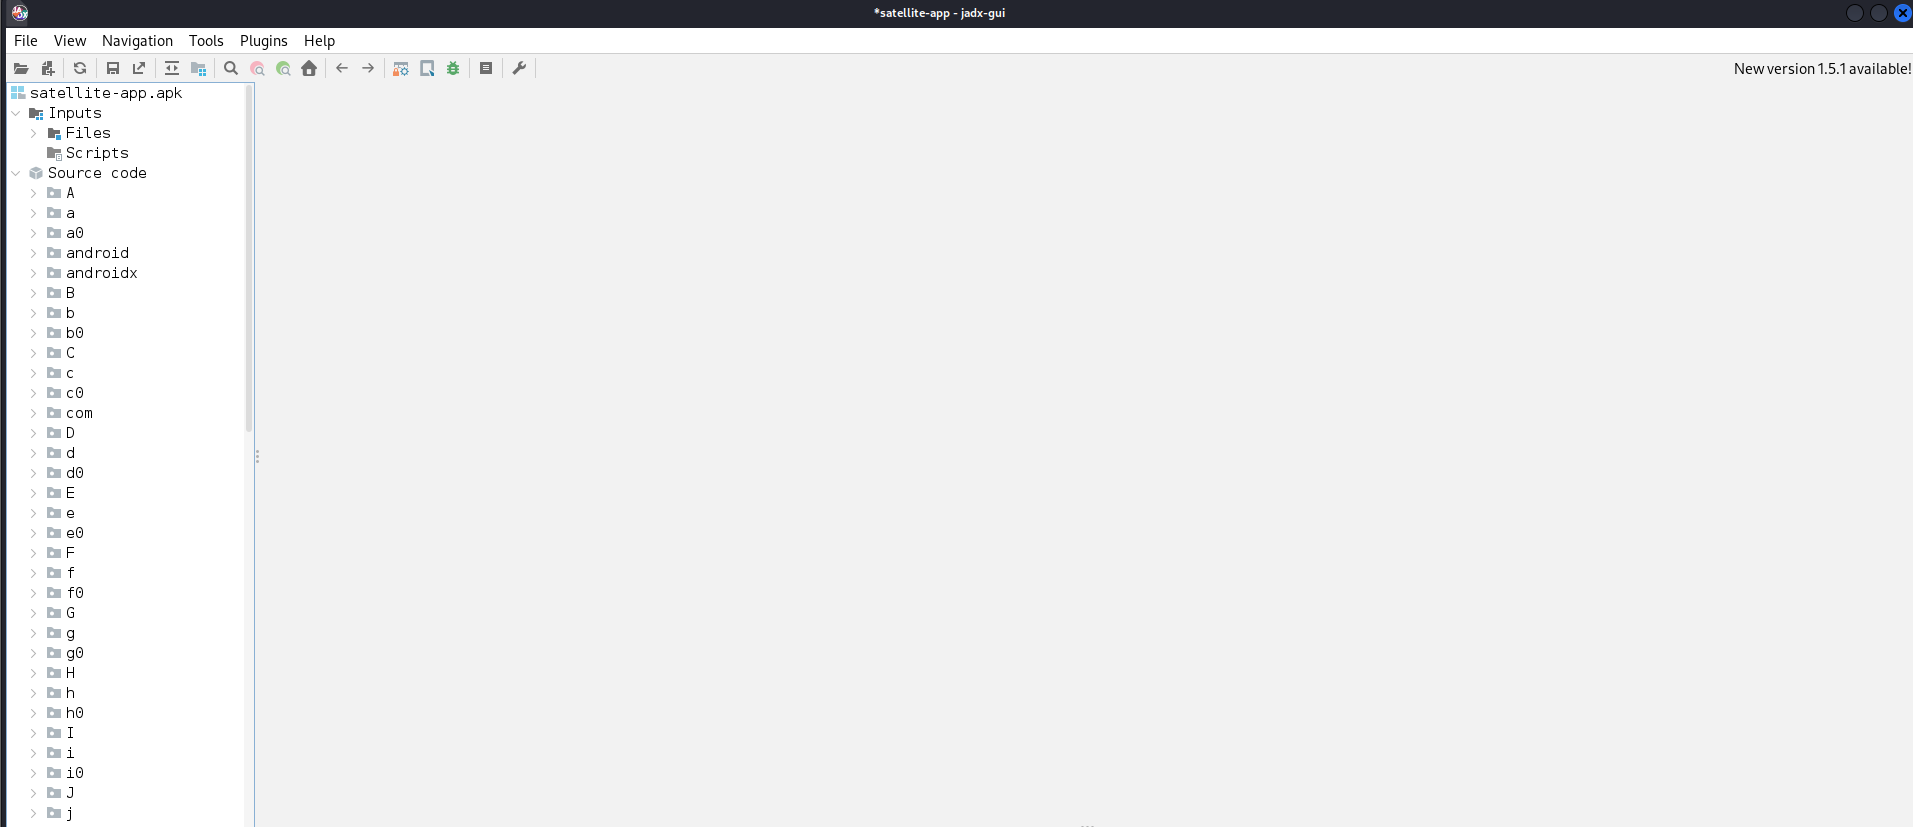 *satellite-app - jadx-gui
File View Navigation Tools Plugins Help
New version 1.5.1 available!
satellite-app.apk
Inputs
Files
Scripts
Source code
A
a
a0
android
androidx
B
b
b0
C
c
c0
com
D
d
d0
E
e
e0
F
f
f0
G
g
g0
H
h
h0
I
i
i0
J
j